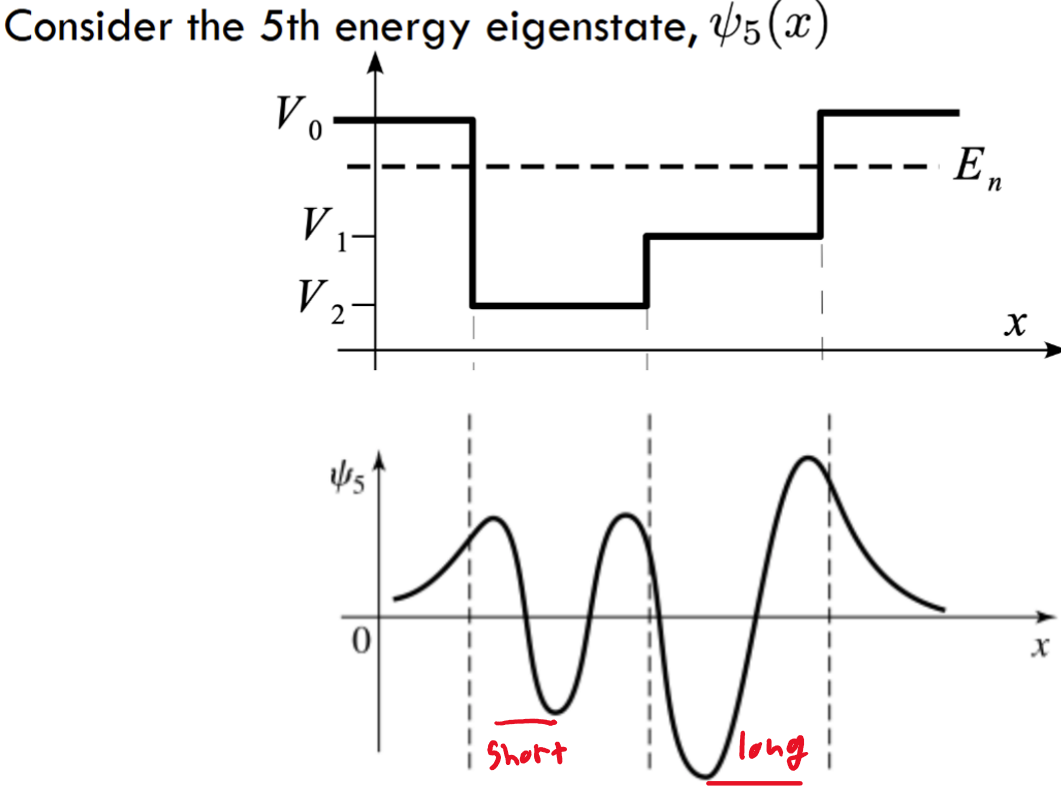 Consider the 5th energy eigenstate, ψ₅(x)
V₀
Eₙ
V₁
V₂
x
ψ₅
0
x
short
long